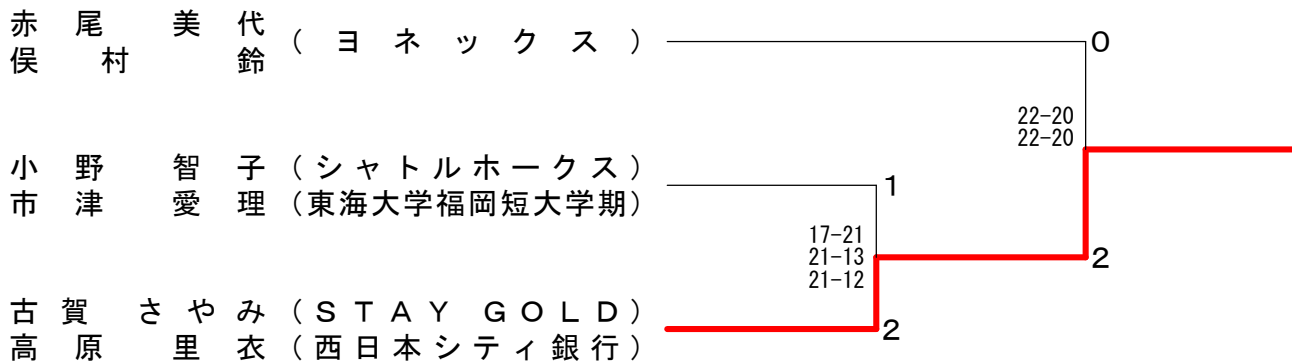 赤尾 美代 (ヨネックス) 0
俣村 鈴
22-20
22-20
小野 智子 (シャトルホークス)
市津 愛理 (東海大学福岡短大学期) 1
17-21
21-13
21-12
2
古賀 さやみ (STAY GOLD)
高原 里衣 (西日本シティ銀行) 2